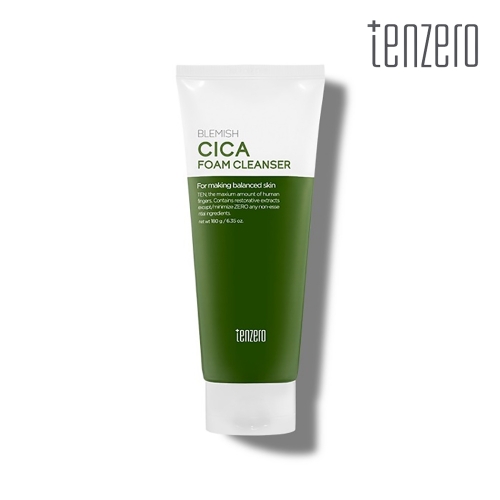 tenzero
BLEMISH
CICA
FOAM CLEANSER
For making balanced skin
TEN, the maxium amount of human
fingers. Contains restorative extracts
except/minimize ZERO any non-esse
ntial ingredients.
net wt 180 g / 6.35 oz.
tenzero